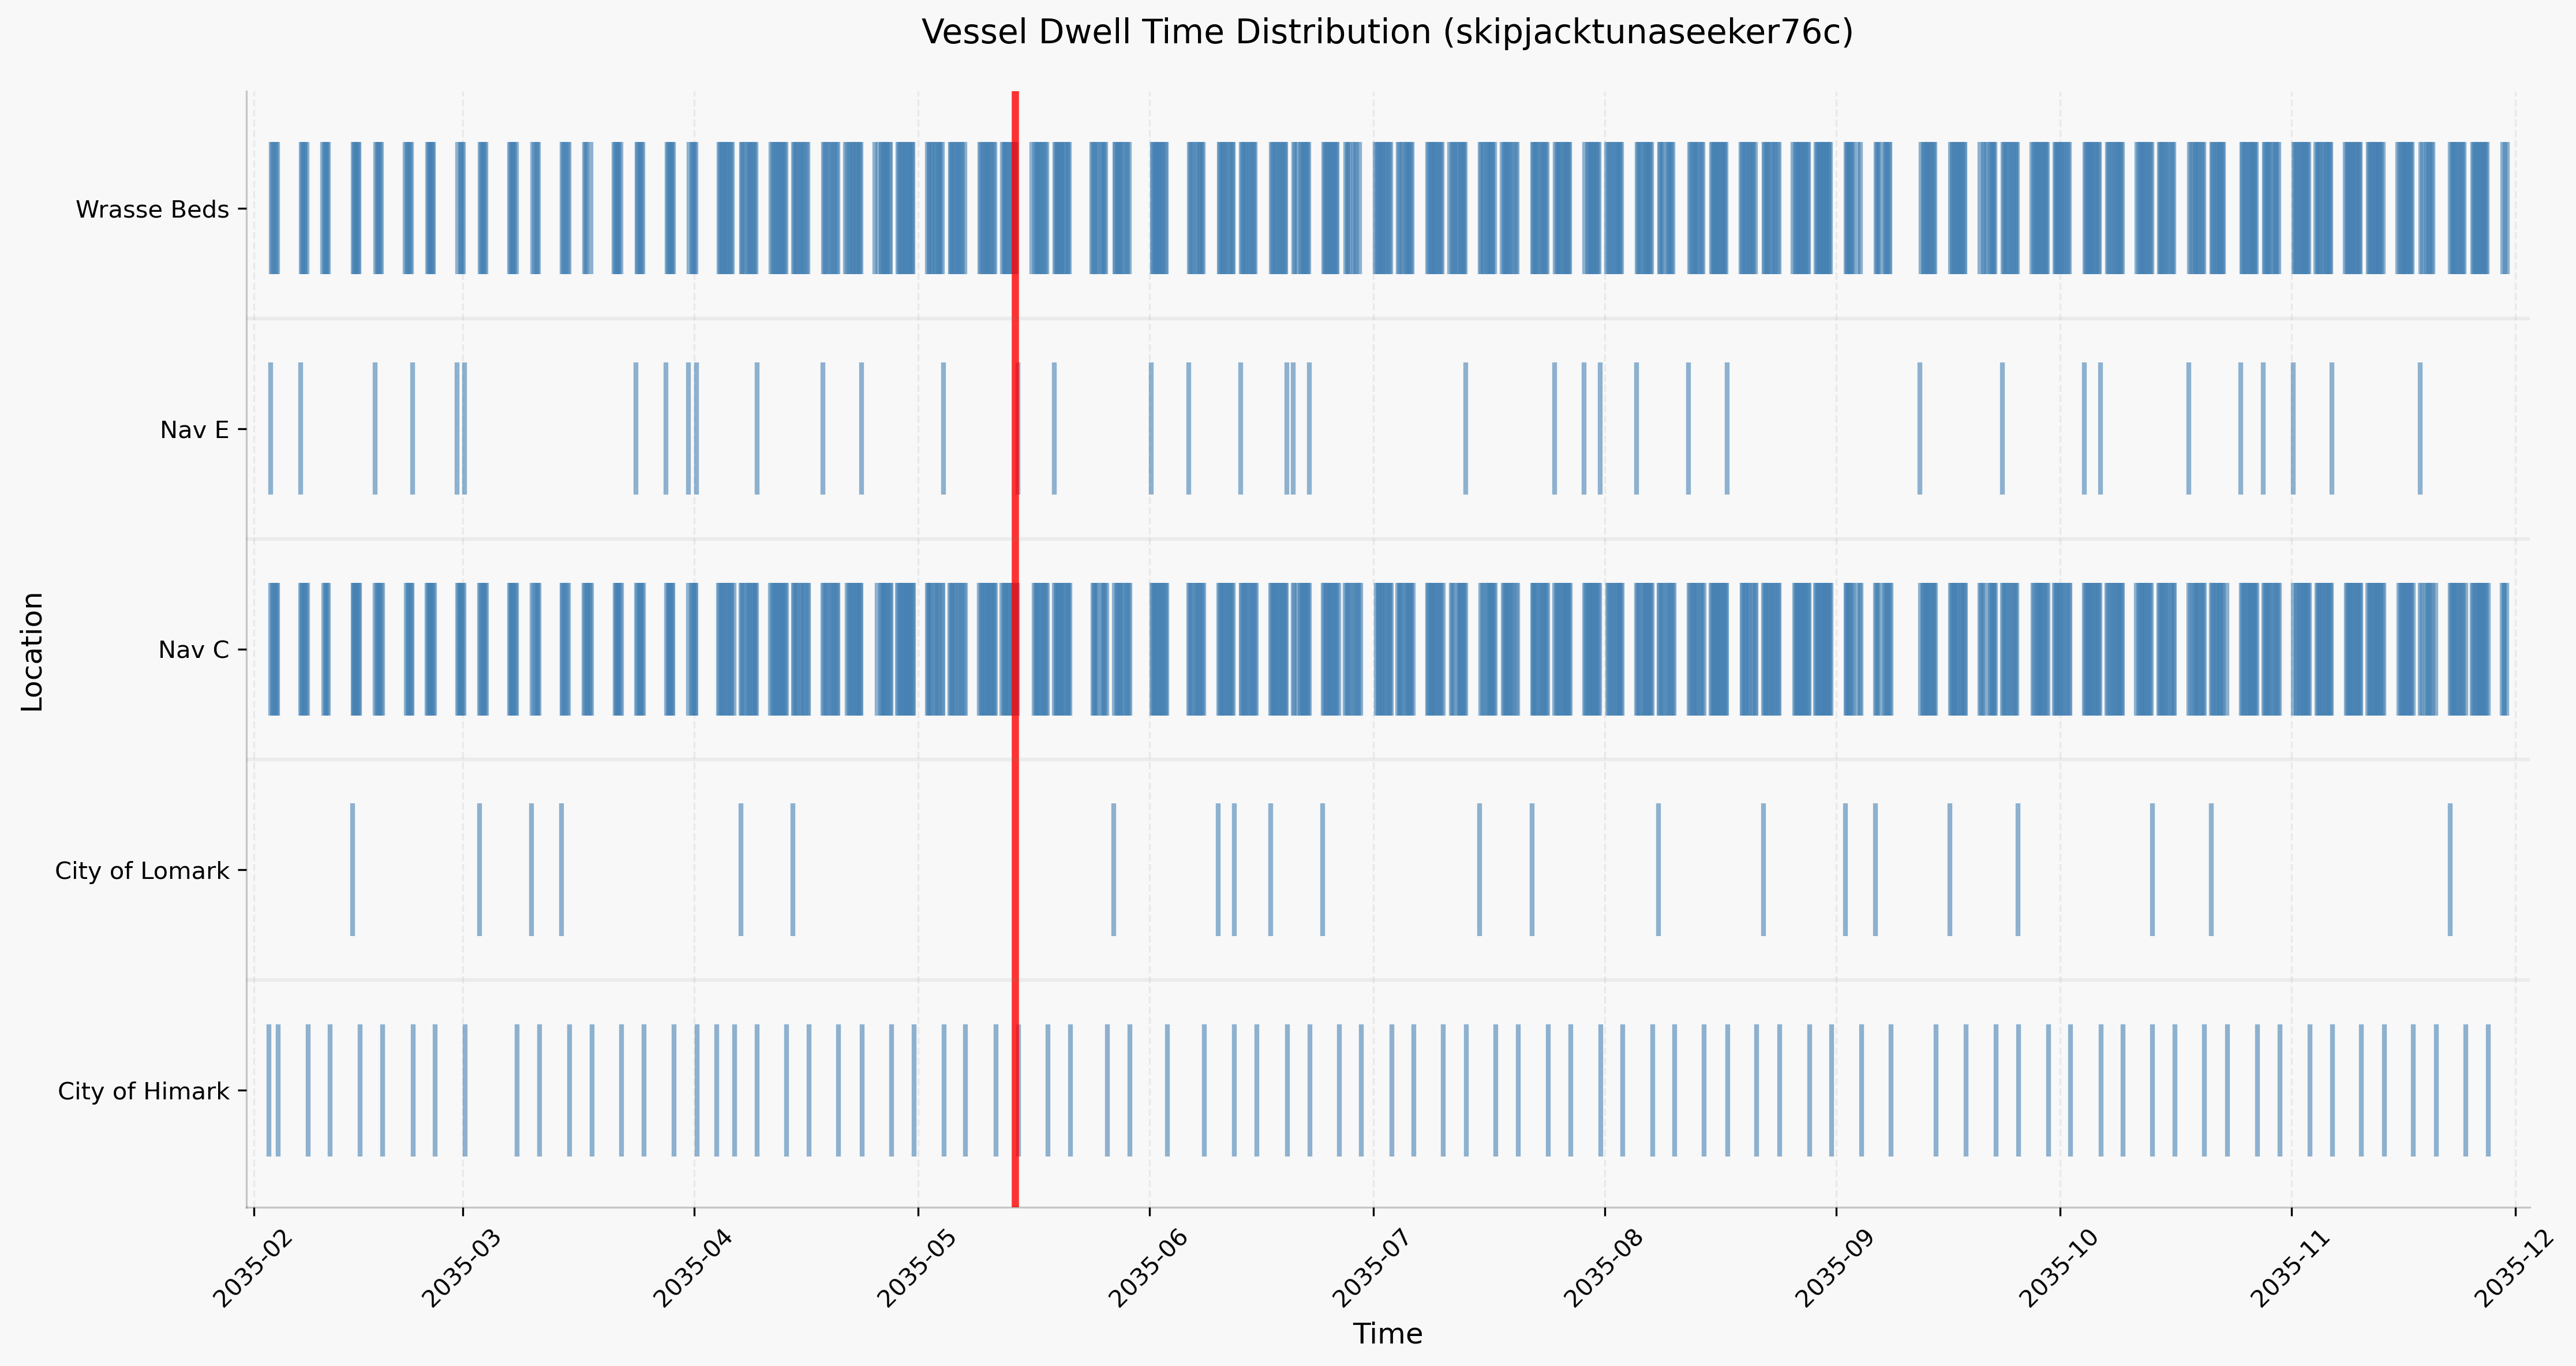 Vessel Dwell Time Distribution (skipjacktunaseeker76c)
Location
Wrasse Beds
Nav E
Nav C
City of Lomark
City of Himark
2035-02
2035-03
2035-04
2035-05
2035-06
2035-07
2035-08
2035-09
2035-10
2035-11
2035-12
Time